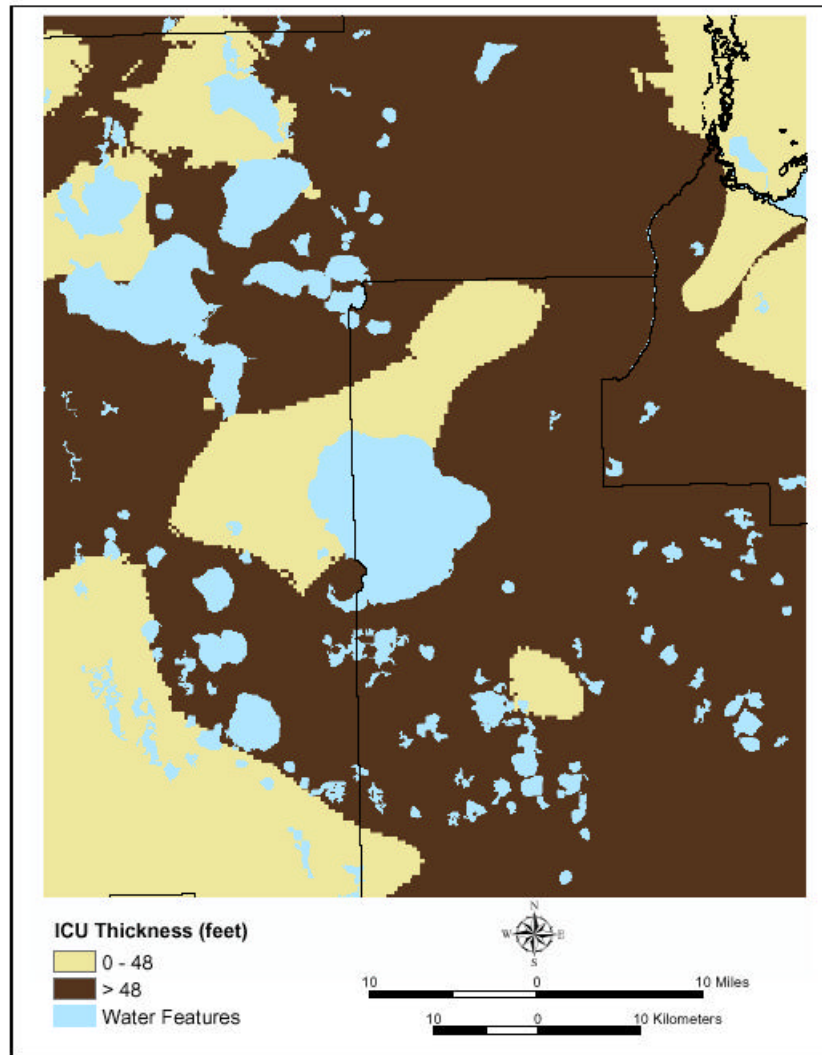 ICU Thickness (feet)
0 - 48
> 48
Water Features
N
W E
S
10 0 10 Miles
10 0 10 Kilometers